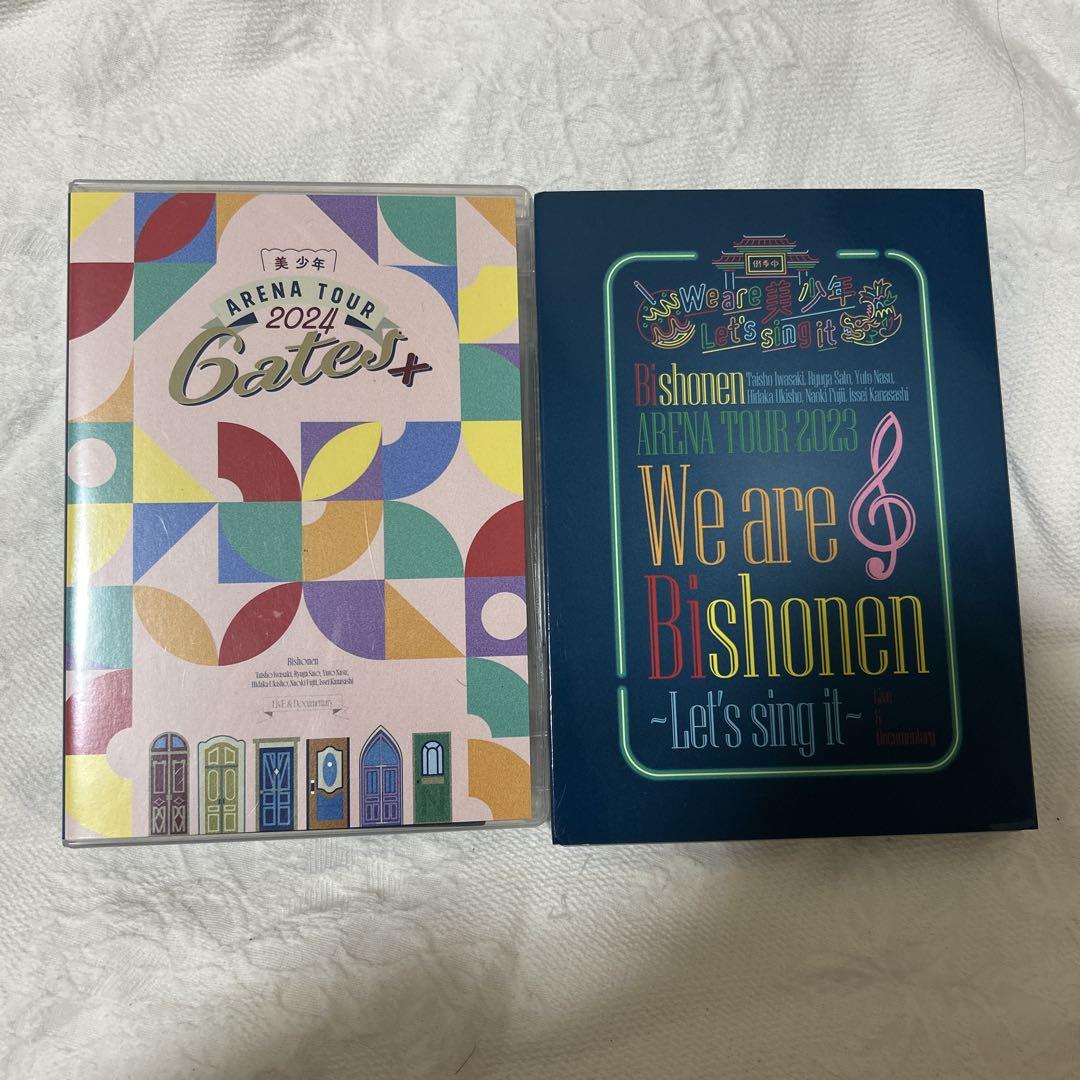 美 少年
ARENA TOUR
2024
Gates+
Bishonen
Taisho Iwasaki, Ryuga Sato, Yuto Nasu,
Hidaka Ukisho, Naoki Fujii, Issei Kanasashi
LiVE & Documentary
We are 美 少年
Let's sing it
Bishonen Taisho Iwasaki, Ryuga Sato, Yuto Nasu,
Hidaka Ukisho, Naoki Fujii, Issei Kanasashi
ARENA TOUR 2023
We are
Bishonen
~Let's sing it~
Live
&
Documentary